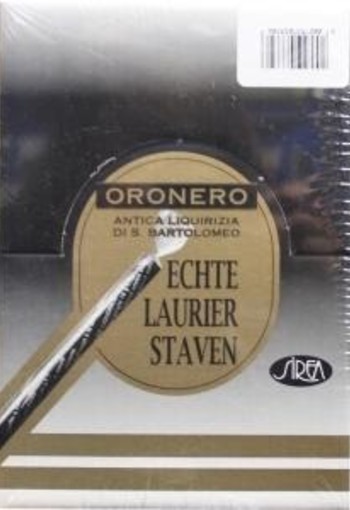 ORONERO
ANTICA LIQUIRIZIA
DI S. BARTOLOMEO
ECHTE
LAURIER
STAVEN
SIREA